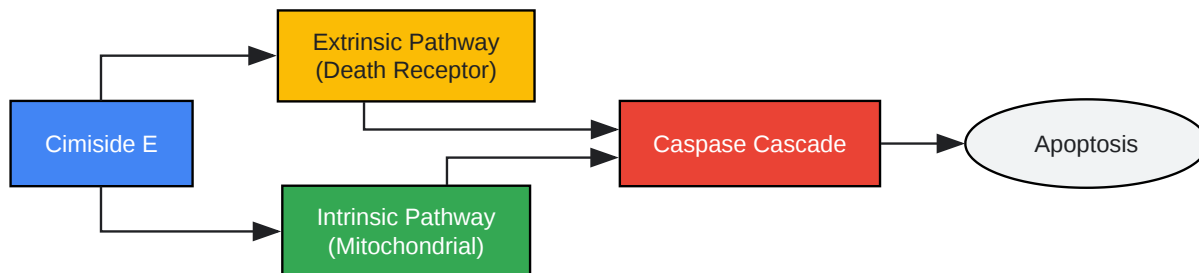 Extrinsic Pathway
(Death Receptor)
Cimiside E
Caspase Cascade
Apoptosis
Intrinsic Pathway
(Mitochondrial)